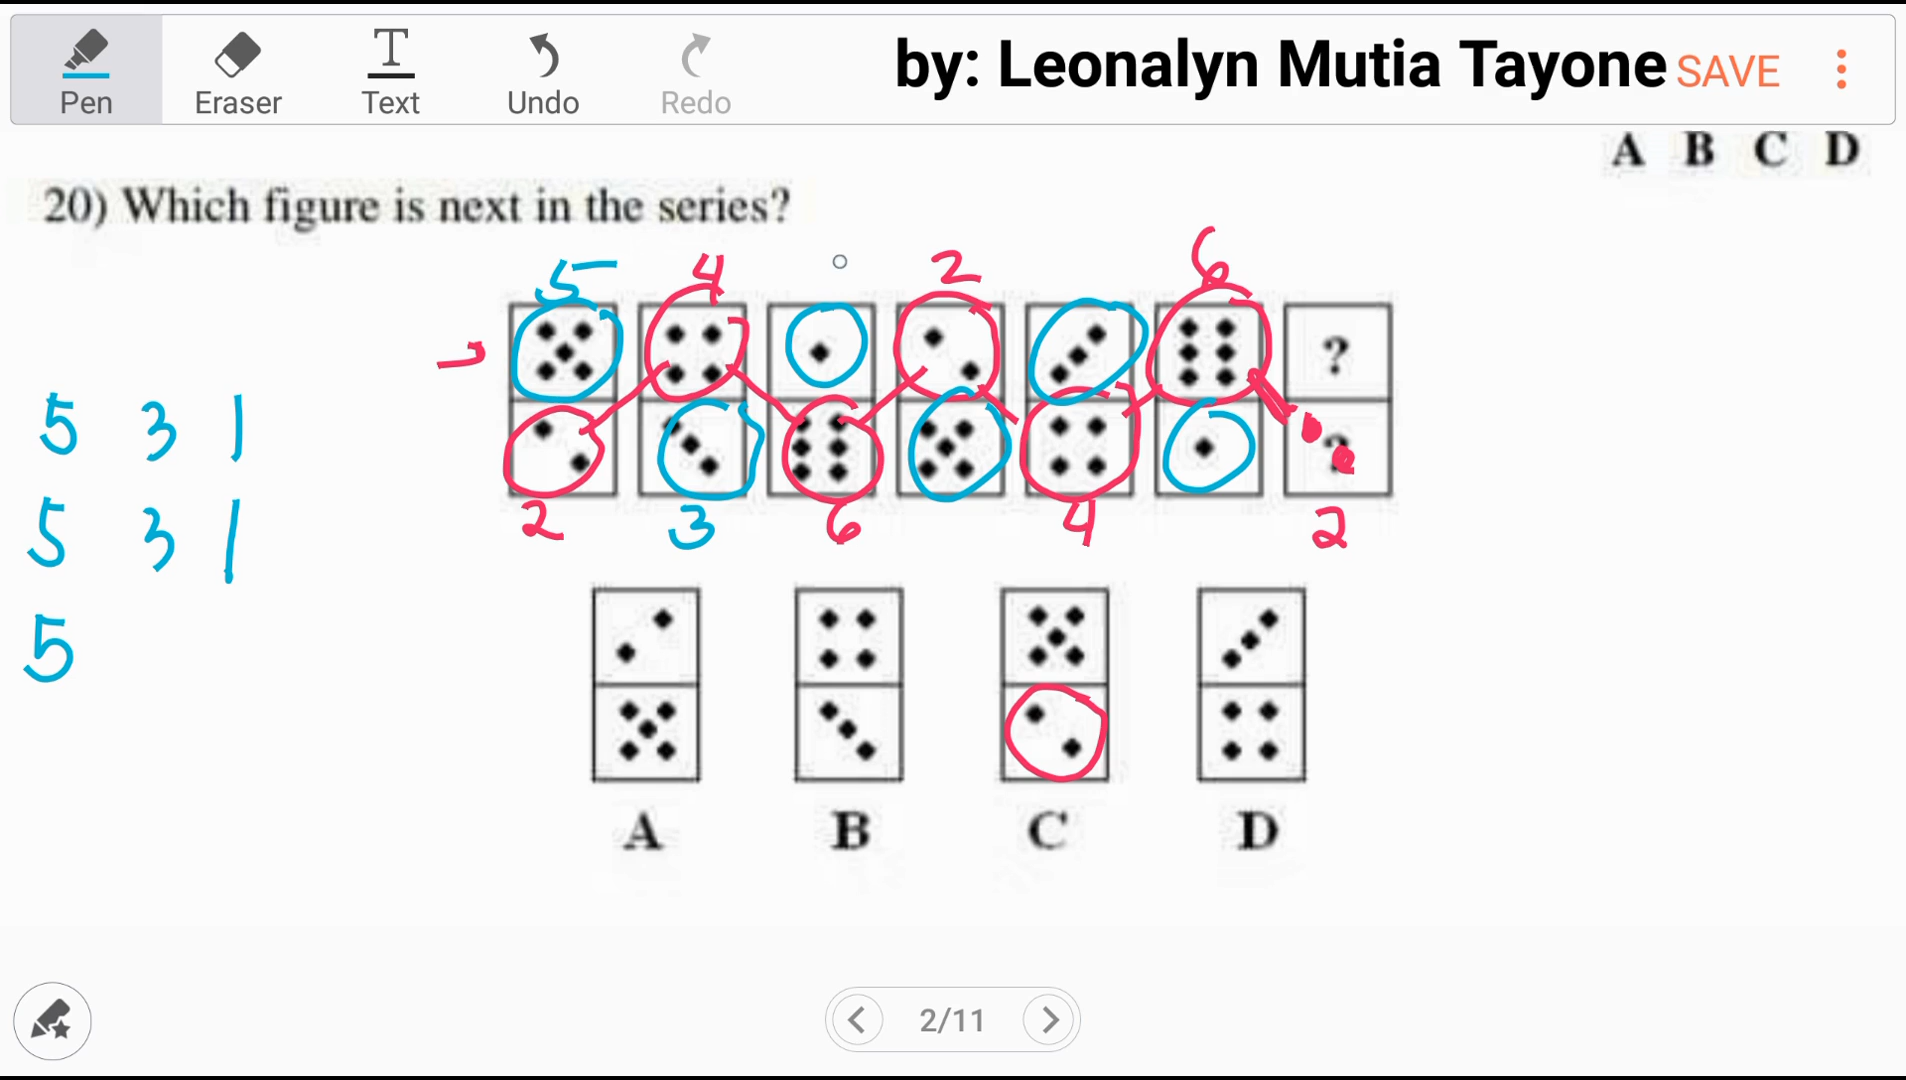 Pen Eraser Text Undo Redo by: Leonalyn Mutia Tayone SAVE
A B C D
20) Which figure is next in the series?
5 4 2 6
?
5 3 1
?
2 3 6 4 2
5 3 1
5
A B C D
2/11